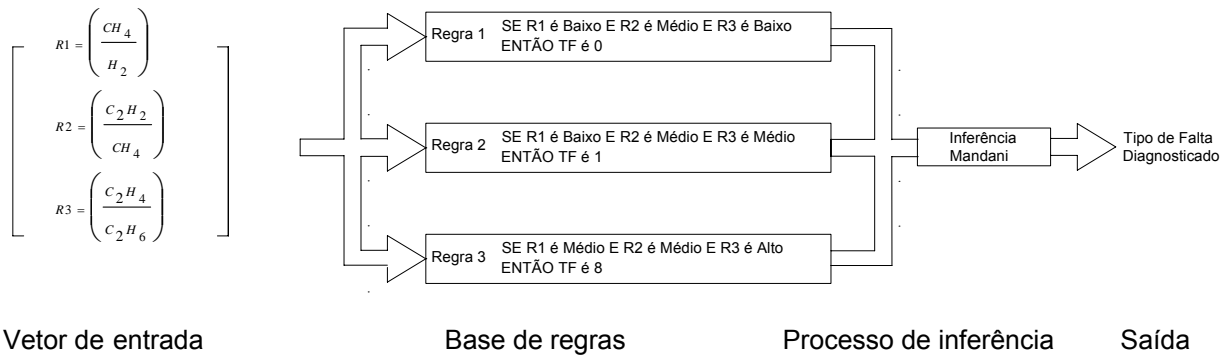 R1 = (CH4 / H2)
R2 = (C2H2 / CH4)
R3 = (C2H4 / C2H6)
Regra 1 SE R1 é Baixo E R2 é Médio E R3 é Baixo
ENTÃO TF é 0
Regra 2 SE R1 é Baixo E R2 é Médio E R3 é Médio
ENTÃO TF é 1
Regra 3 SE R1 é Médio E R2 é Médio E R3 é Alto
ENTÃO TF é 8
Inferência
Mandani
Tipo de Falta
Diagnosticado
Vetor de entrada
Base de regras
Processo de inferência
Saída